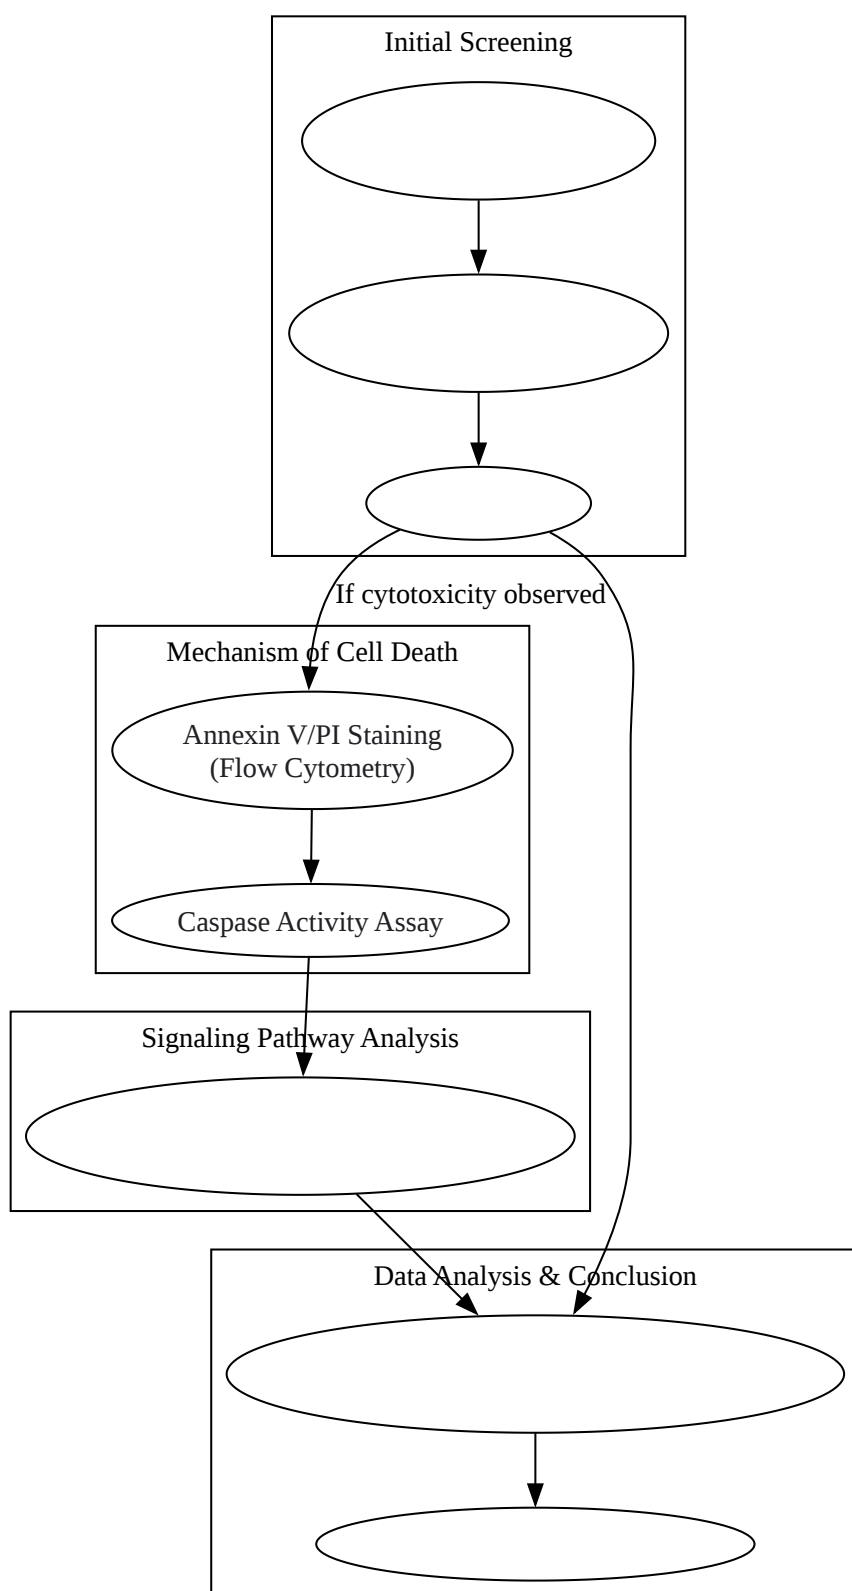 Initial Screening
If cytotoxicity observed
Mechanism of Cell Death
Annexin V/PI Staining
(Flow Cytometry)
Caspase Activity Assay
Signaling Pathway Analysis
Data Analysis & Conclusion